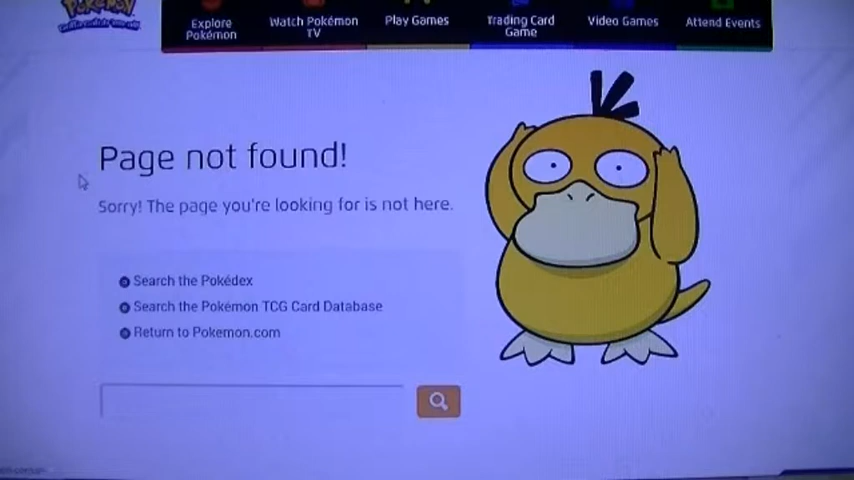 Pokémon
Explore
Pokémon
Watch Pokémon
TV
Play Games
Trading Card
Game
Video Games
Attend Events
Page not found!
Sorry! The page you're looking for is not here.
Search the Pokédex
Search the Pokémon TCG Card Database
Return to Pokemon.com